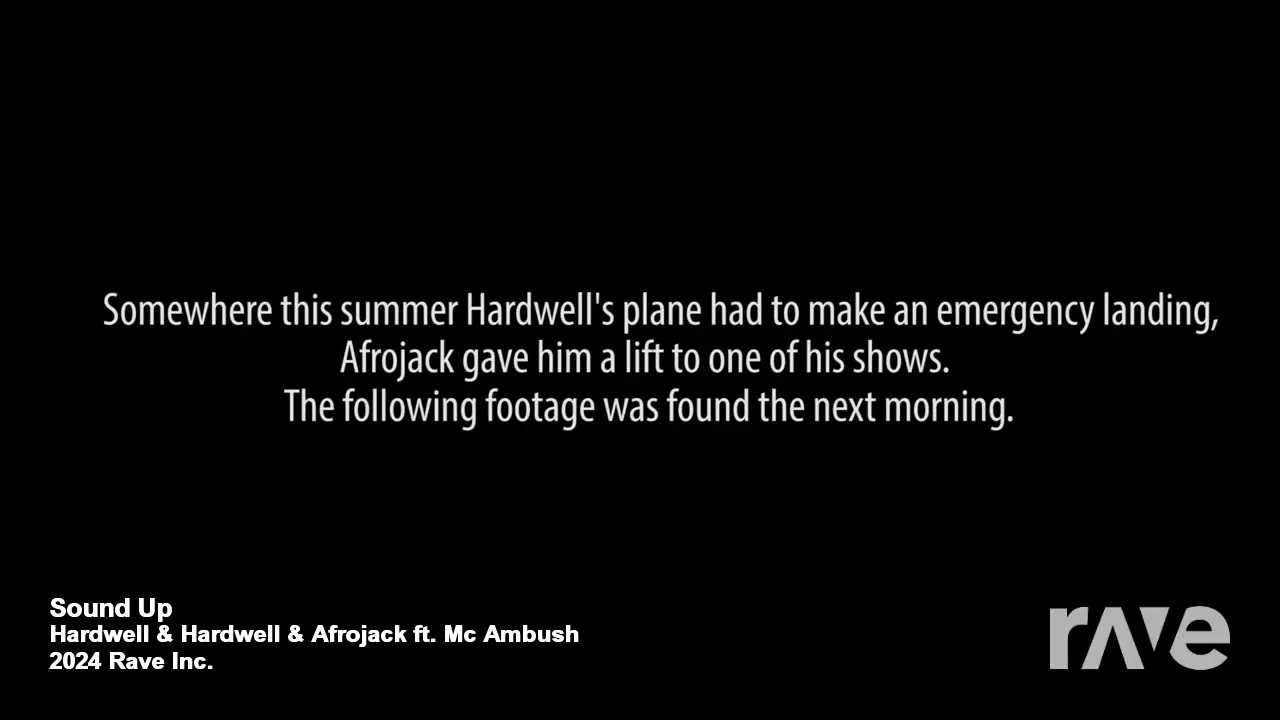 Somewhere this summer Hardwell's plane had to make an emergency landing,
Afrojack gave him a lift to one of his shows.
The following footage was found the next morning.
Sound Up
Hardwell & Hardwell & Afrojack ft. Mc Ambush
2024 Rave Inc.
rave